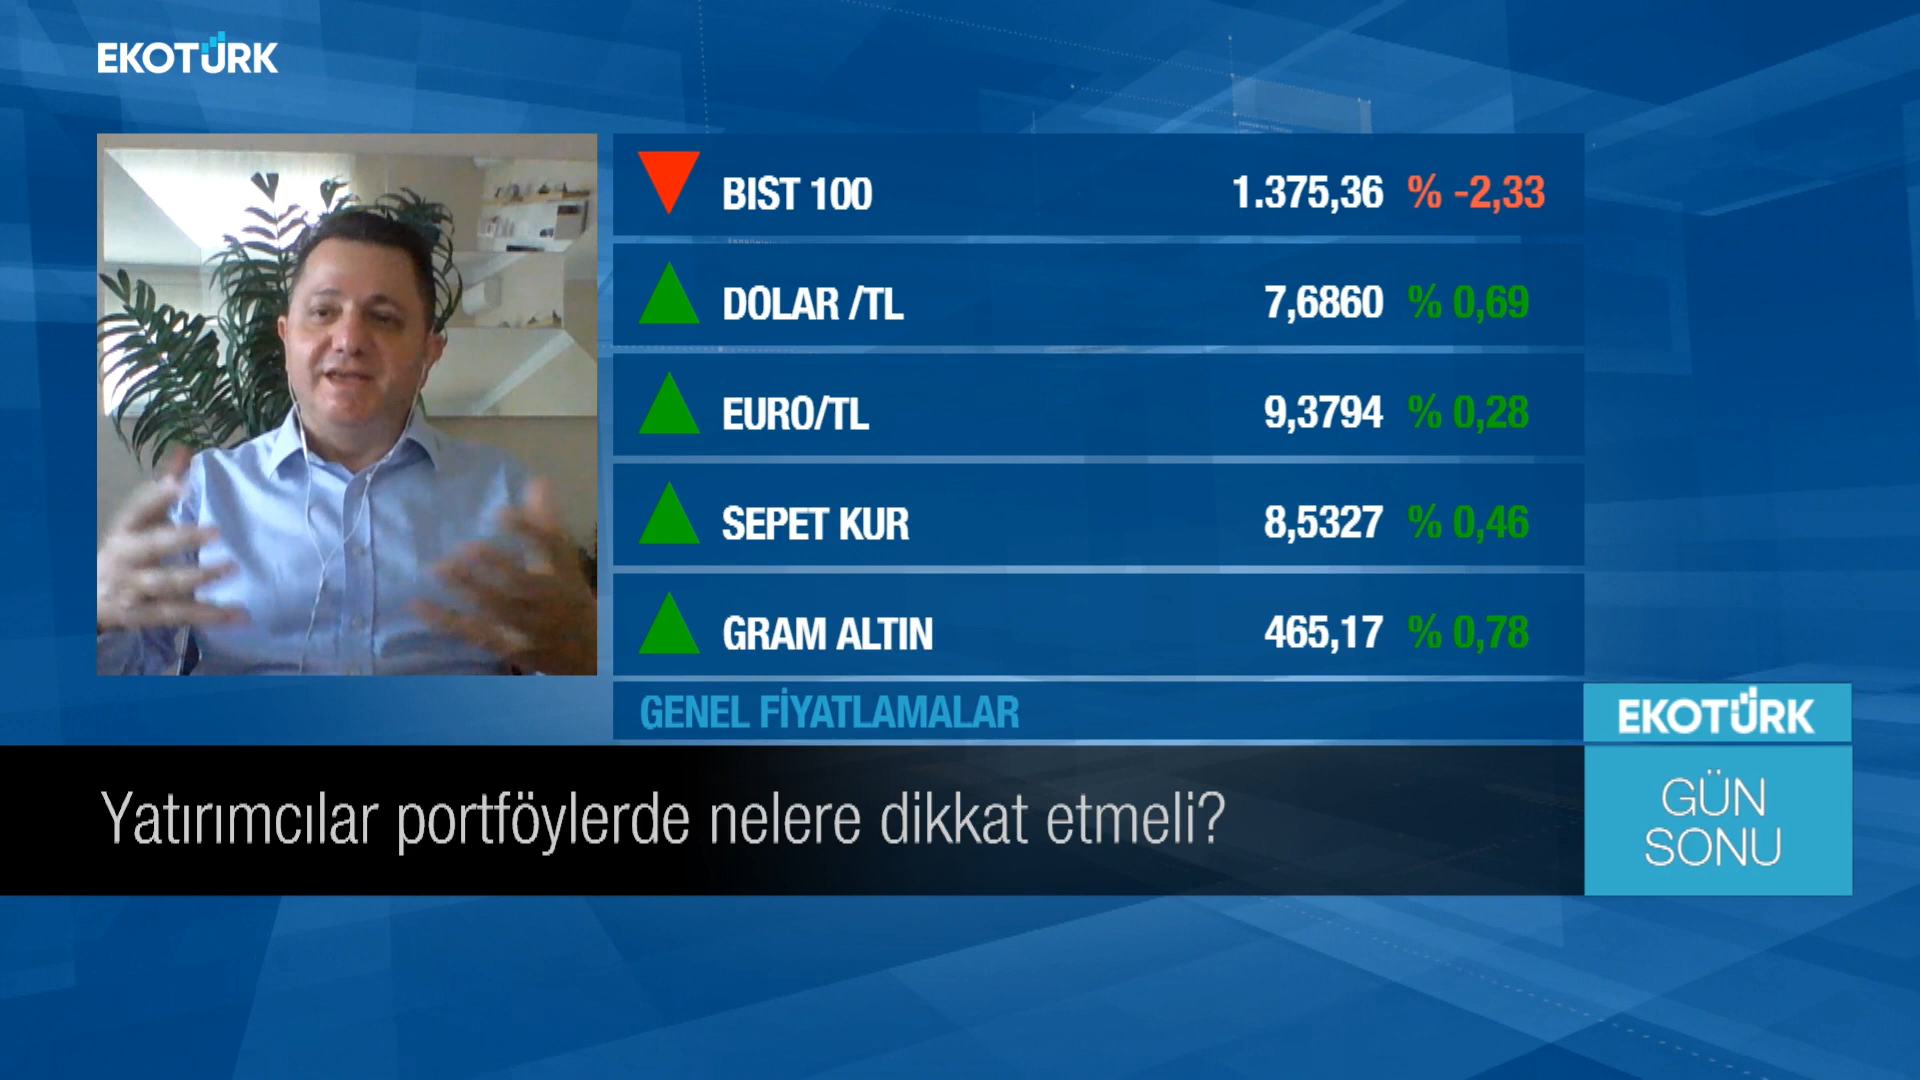 EKOTÜRK
BIST 100 1.375,36 % -2,33
DOLAR /TL 7,6860 % 0,69
EURO/TL 9,3794 % 0,28
SEPET KUR 8,5327 % 0,46
GRAM ALTIN 465,17 % 0,78
GENEL FİYATLAMALAR
EKOTÜRK
Yatırımcılar portföylerde nelere dikkat etmeli?
GÜN
SONU